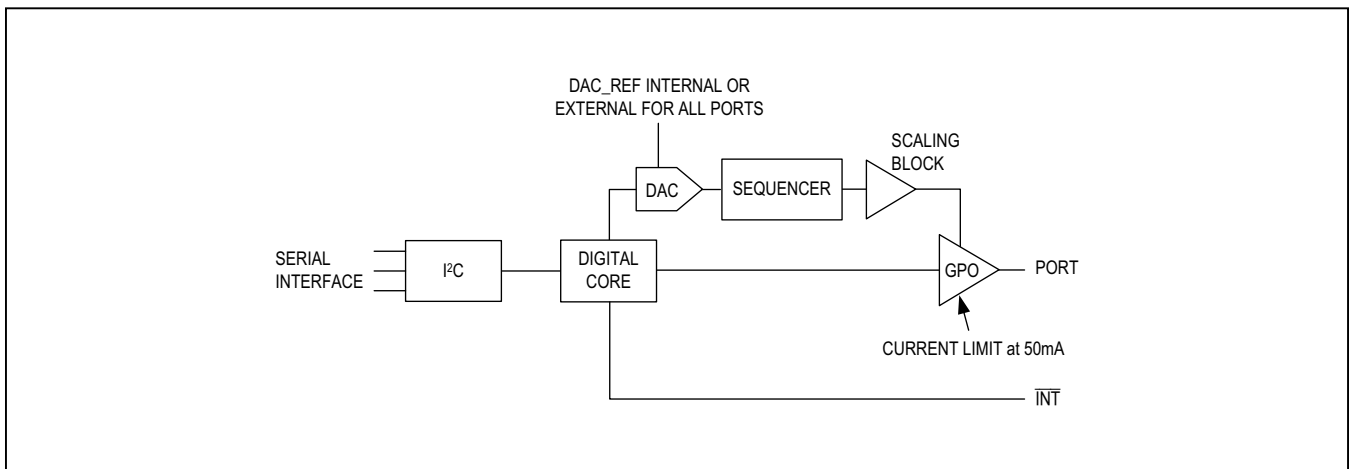 DAC_REF INTERNAL OR
EXTERNAL FOR ALL PORTS
SCALING
BLOCK
DAC
SEQUENCER
SERIAL
INTERFACE
I²C
DIGITAL
CORE
GPO
PORT
CURRENT LIMIT at 50mA
I̅N̅T̅